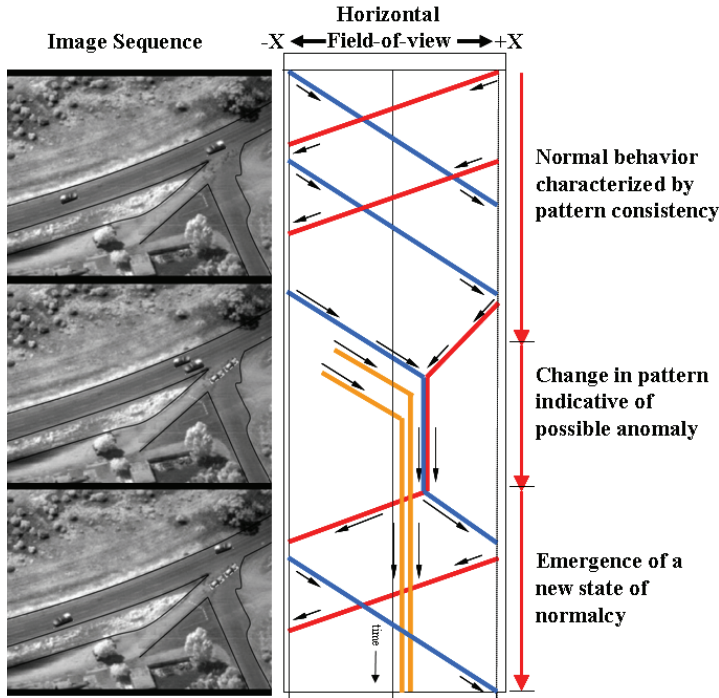 Horizontal
Image Sequence
-X Field-of-view +X
Normal behavior
characterized by
pattern consistency
Change in pattern
indicative of
possible anomaly
Emergence of a
new state of
normalcy
time